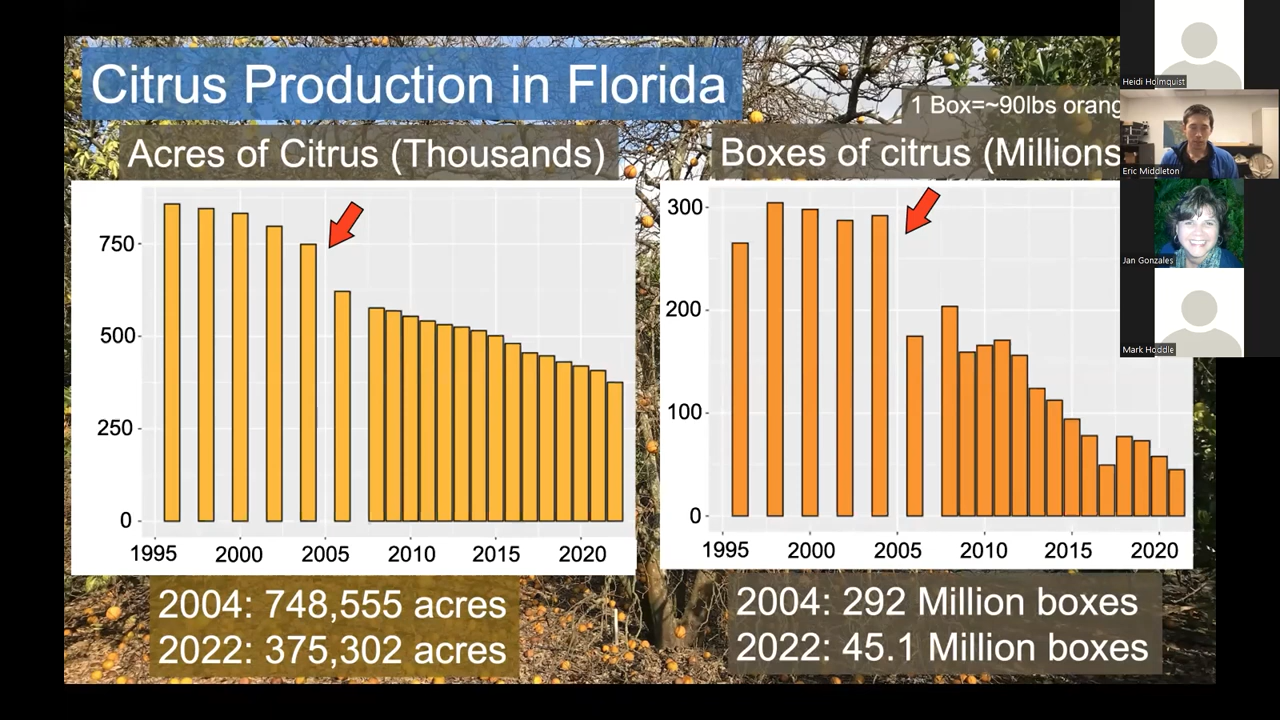 Citrus Production in Florida
1 Box=~90lbs orang
Acres of Citrus (Thousands)
Boxes of citrus (Millions
750
500
250
0
1995 2000 2005 2010 2015 2020
300
200
100
0
1995 2000 2005 2010 2015 2020
2004: 748,555 acres
2022: 375,302 acres
2004: 292 Million boxes
2022: 45.1 Million boxes
Heidi Holmquist
Eric Middleton
Jan Gonzales
Mark Hoddle